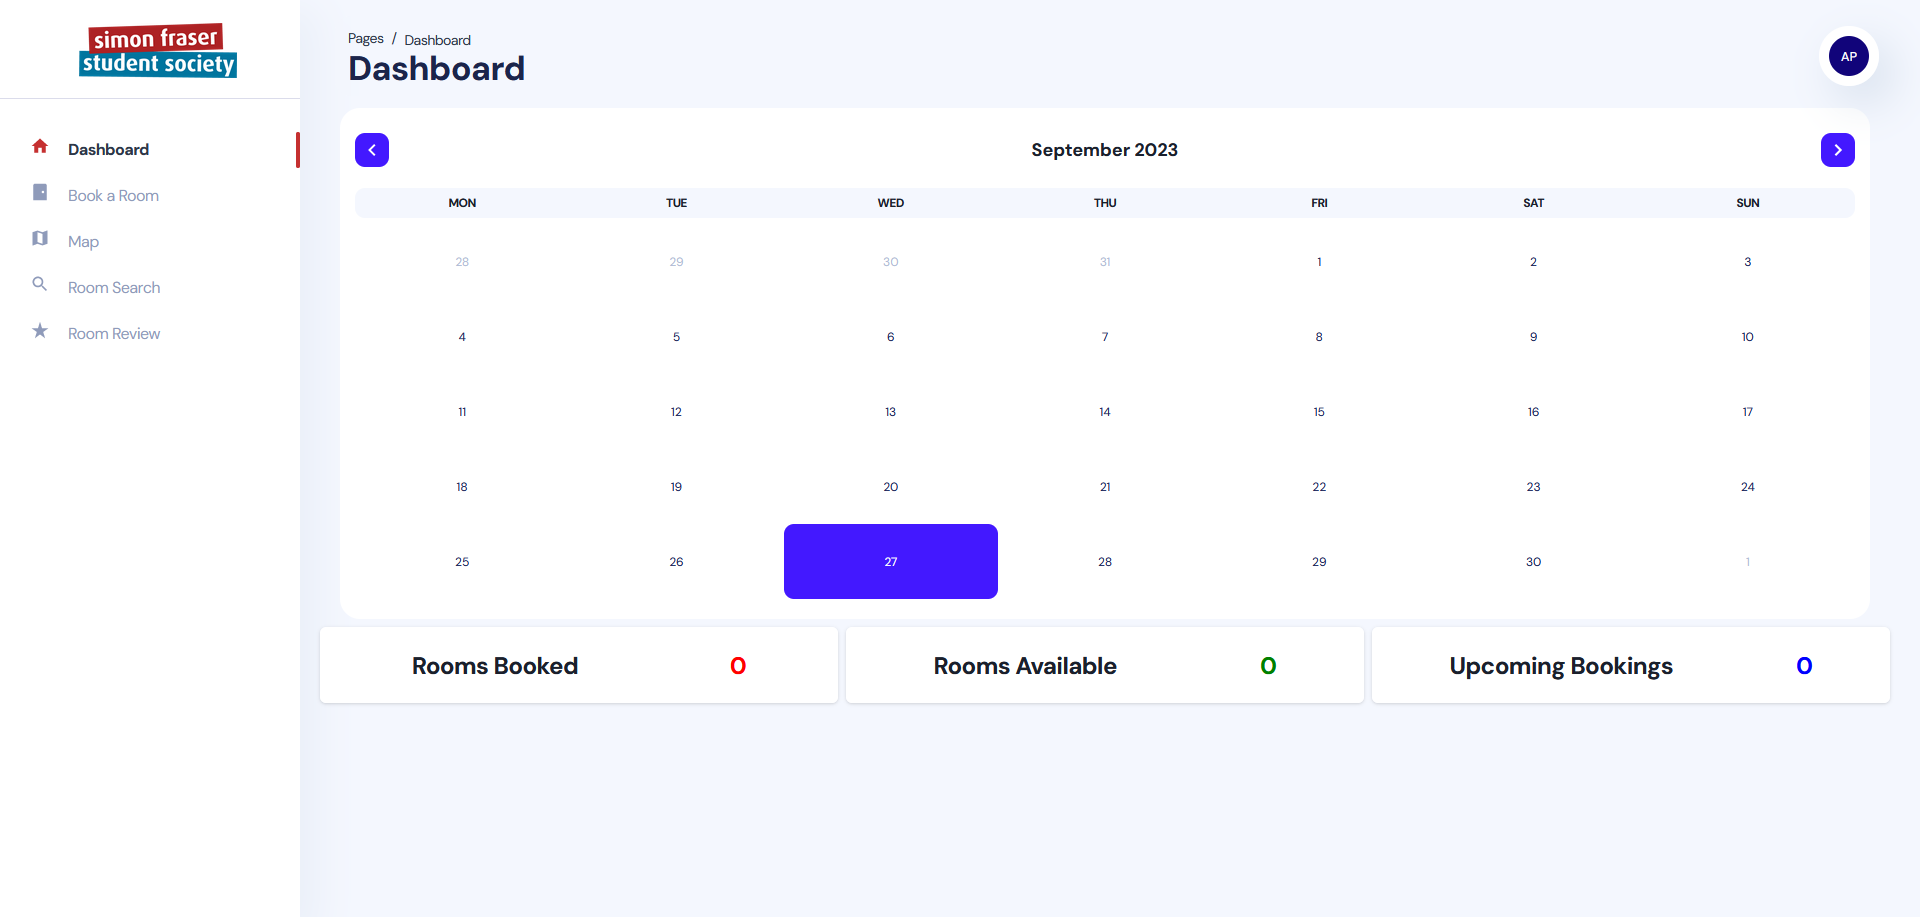 simon fraser
student society
Dashboard
Book a Room
Map
Room Search
Room Review
Pages / Dashboard
Dashboard
AP
September 2023
MON TUE WED THU FRI SAT SUN
28 29 30 31 1 2 3
4 5 6 7 8 9 10
11 12 13 14 15 16 17
18 19 20 21 22 23 24
25 26 27 28 29 30 1
Rooms Booked 0
Rooms Available 0
Upcoming Bookings 0